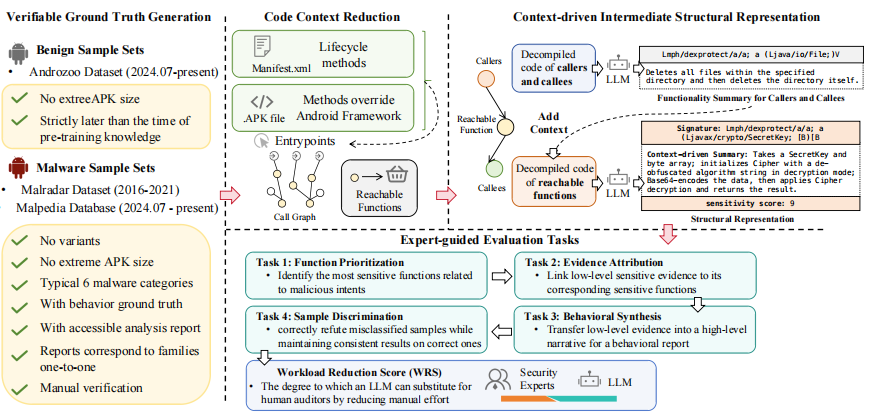 Verifiable Ground Truth Generation
Benign Sample Sets
• Androzoo Dataset (2024.07-present)
No extreeAPK size
Strictly later than the time of
pre-training knowledge
Malware Sample Sets
• Malradar Dataset (2016-2021)
Malpedia Database (2024.07 - present)
No variants
No extreme APK size
Typical 6 malware categories
With behavior ground truth
With accessible analysis report
Reports correspond to families
one-to-one
Manual verification
Code Context Reduction
Manifest.xml
Lifecycle
methods
</>
.APK file
Methods override
Android Framework
Entrypoints
Call Graph
Reachable
Functions
Context-driven Intermediate Structural Representation
Callers
Reachable
Function
Callees
Add
Context
Decompiled
code of callers
and callees
LLM
Lmph/dexprotect/a/a; a (Ljava/io/File;)V
Deletes all files within the specified
directory and then deletes the directory itself.
Functionality Summary for Callers and Callees
Decompiled code
of reachable
functions
LLM
Signature: Lmph/dexprotect/a/a; a
(Ljavax/crypto/SecretKey; [B)[B
Context-driven Summary: Takes a SecretKey and
byte array; initializes Cipher with a de-
obfuscated algorithm string in decryption mode;
Base64-encodes the data, then applies Cipher
decryption and returns the result.
sensitivity score: 9
Structural Representation
Expert-guided Evaluation Tasks
Task 1: Function Prioritization
• Identify the most sensitive functions related
to malicious intents
Task 2: Evidence Attribution
• Link low-level sensitive evidence to its
corresponding sensitive functions
Task 4: Sample Discrimination
• correctly refute misclassified samples while
maintaining consistent results on correct ones
Task 3: Behavioral Synthesis
• Transfer low-level evidence into a high-level
narrative for a behavioral report
Workload Reduction Score (WRS)
• The degree to which an LLM can substitute for
human auditors by reducing manual effort
Security
Experts
LLM